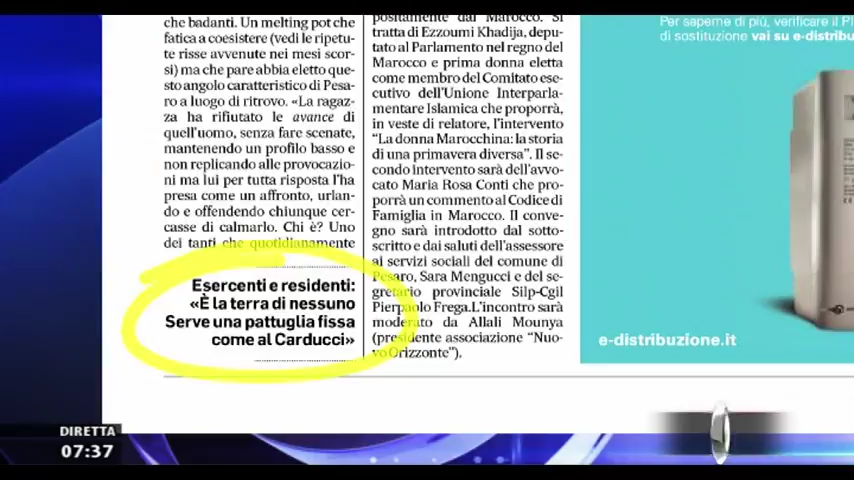 che badanti. Un melting pot che
fatica a coesistere (vedi le ripetu-
te risse avvenute nei mesi scor-
si) ma che pare abbia eletto que-
sto angolo caratteristico di Pesa-
ro a luogo di ritrovo. «La ragaz-
za ha rifiutato le avance di
quell'uomo, senza fare scenate,
mantenendo un profilo basso e
non replicando alle provocazio-
ni ma lui per tutta risposta l'ha
presa come un affronto, urlan-
do e offendendo chiunque cer-
casse di calmarlo. Chi è? Uno
dei tanti che quotidianamente
Esercenti e residenti:
«È la terra di nessuno
Serve una pattuglia fissa
come al Carducci»
positamente dal Marocco. Si
tratta di Ezzoumi Khadija, depu-
tato al Parlamento nel regno del
Marocco e prima donna eletta
come membro del Comitato ese-
cutivo dell'Unione Interparla-
mentare Islamica che proporrà,
in veste di relatore, l'intervento
"La donna Marocchina: la storia
di una primavera diversa". Il se-
condo intervento sarà dell'avvo-
cato Maria Rosa Conti che pro-
porrà un commento al Codice di
Famiglia in Marocco. Il conve-
gno sarà introdotto dal sotto-
scritto e dai saluti dell'assessore
ai servizi sociali del comune di
Pesaro, Sara Mengucci e del se-
gretario provinciale Silp-Cgil
Pierpaolo Frega.L'incontro sarà
moderato da Allali Mounya
(presidente associazione "Nuo-
vo Orizzonte").
Per saperne di più, verificare il PI
di sostituzione vai su e-distribu
e-distribuzione.it
DIRETTA
07:37